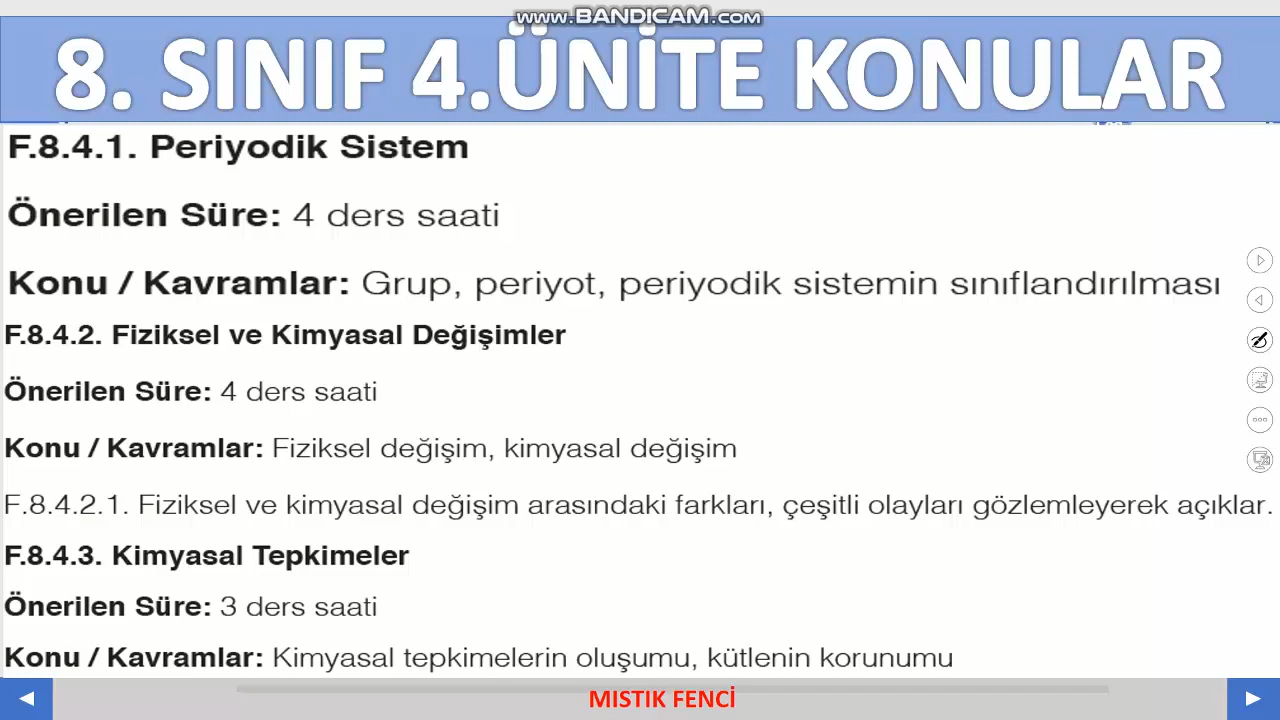 www.BANDICAM.com
8. SINIF 4.ÜNİTE KONULAR
F.8.4.1. Periyodik Sistem
Önerilen Süre: 4 ders saati
Konu / Kavramlar: Grup, periyot, periyodik sistemin sınıflandırılması
F.8.4.2. Fiziksel ve Kimyasal Değişimler
Önerilen Süre: 4 ders saati
Konu / Kavramlar: Fiziksel değişim, kimyasal değişim
F.8.4.2.1. Fiziksel ve kimyasal değişim arasındaki farkları, çeşitli olayları gözlemleyerek açıklar.
F.8.4.3. Kimyasal Tepkimeler
Önerilen Süre: 3 ders saati
Konu / Kavramlar: Kimyasal tepkimelerin oluşumu, kütlenin korunumu
MISTIK FENCİ